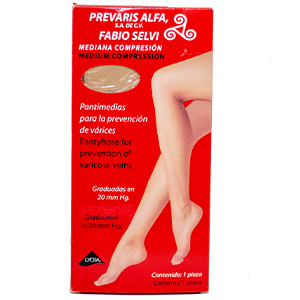 PREVARIS ALFA,
S.A. DE C.V.
FABIO SELVI
MEDIANA COMPRESIÓN
MEDIUM COMPRESSION
Pantimedias
para la prevención
de várices
Pantyhose for
prevention of
varicose veins
Graduadas en
20 mm Hg.
Graduated
in 20 mm Hg.
LYCRA
Contenido: 1 pieza
Contents: 1 piece